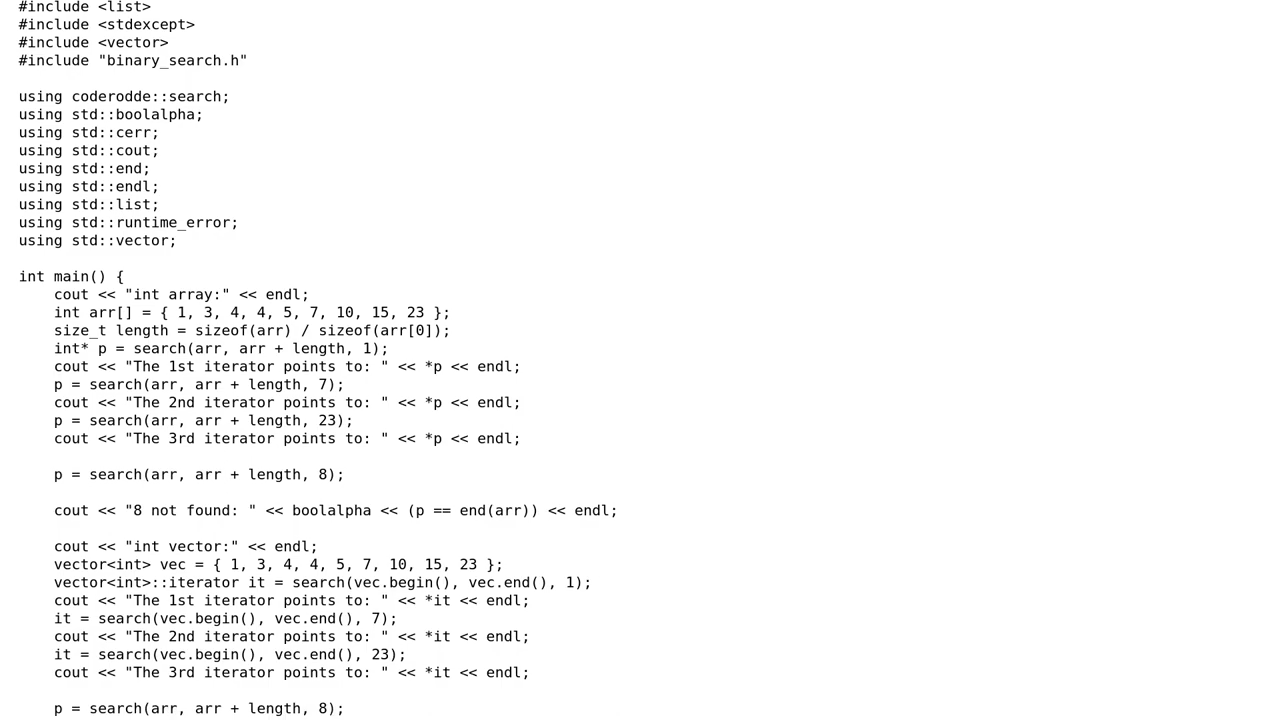 #include <list>
#include <stdexcept>
#include <vector>
#include "binary_search.h"

using coderodde::search;
using std::boolalpha;
using std::cerr;
using std::cout;
using std::end;
using std::endl;
using std::list;
using std::runtime_error;
using std::vector;

int main() {
    cout << "int array:" << endl;
    int arr[] = { 1, 3, 4, 4, 5, 7, 10, 15, 23 };
    size_t length = sizeof(arr) / sizeof(arr[0]);
    int* p = search(arr, arr + length, 1);
    cout << "The 1st iterator points to: " << *p << endl;
    p = search(arr, arr + length, 7);
    cout << "The 2nd iterator points to: " << *p << endl;
    p = search(arr, arr + length, 23);
    cout << "The 3rd iterator points to: " << *p << endl;

    p = search(arr, arr + length, 8);

    cout << "8 not found: " << boolalpha << (p == end(arr)) << endl;

    cout << "int vector:" << endl;
    vector<int> vec = { 1, 3, 4, 4, 5, 7, 10, 15, 23 };
    vector<int>::iterator it = search(vec.begin(), vec.end(), 1);
    cout << "The 1st iterator points to: " << *it << endl;
    it = search(vec.begin(), vec.end(), 7);
    cout << "The 2nd iterator points to: " << *it << endl;
    it = search(vec.begin(), vec.end(), 23);
    cout << "The 3rd iterator points to: " << *it << endl;

    p = search(arr, arr + length, 8);